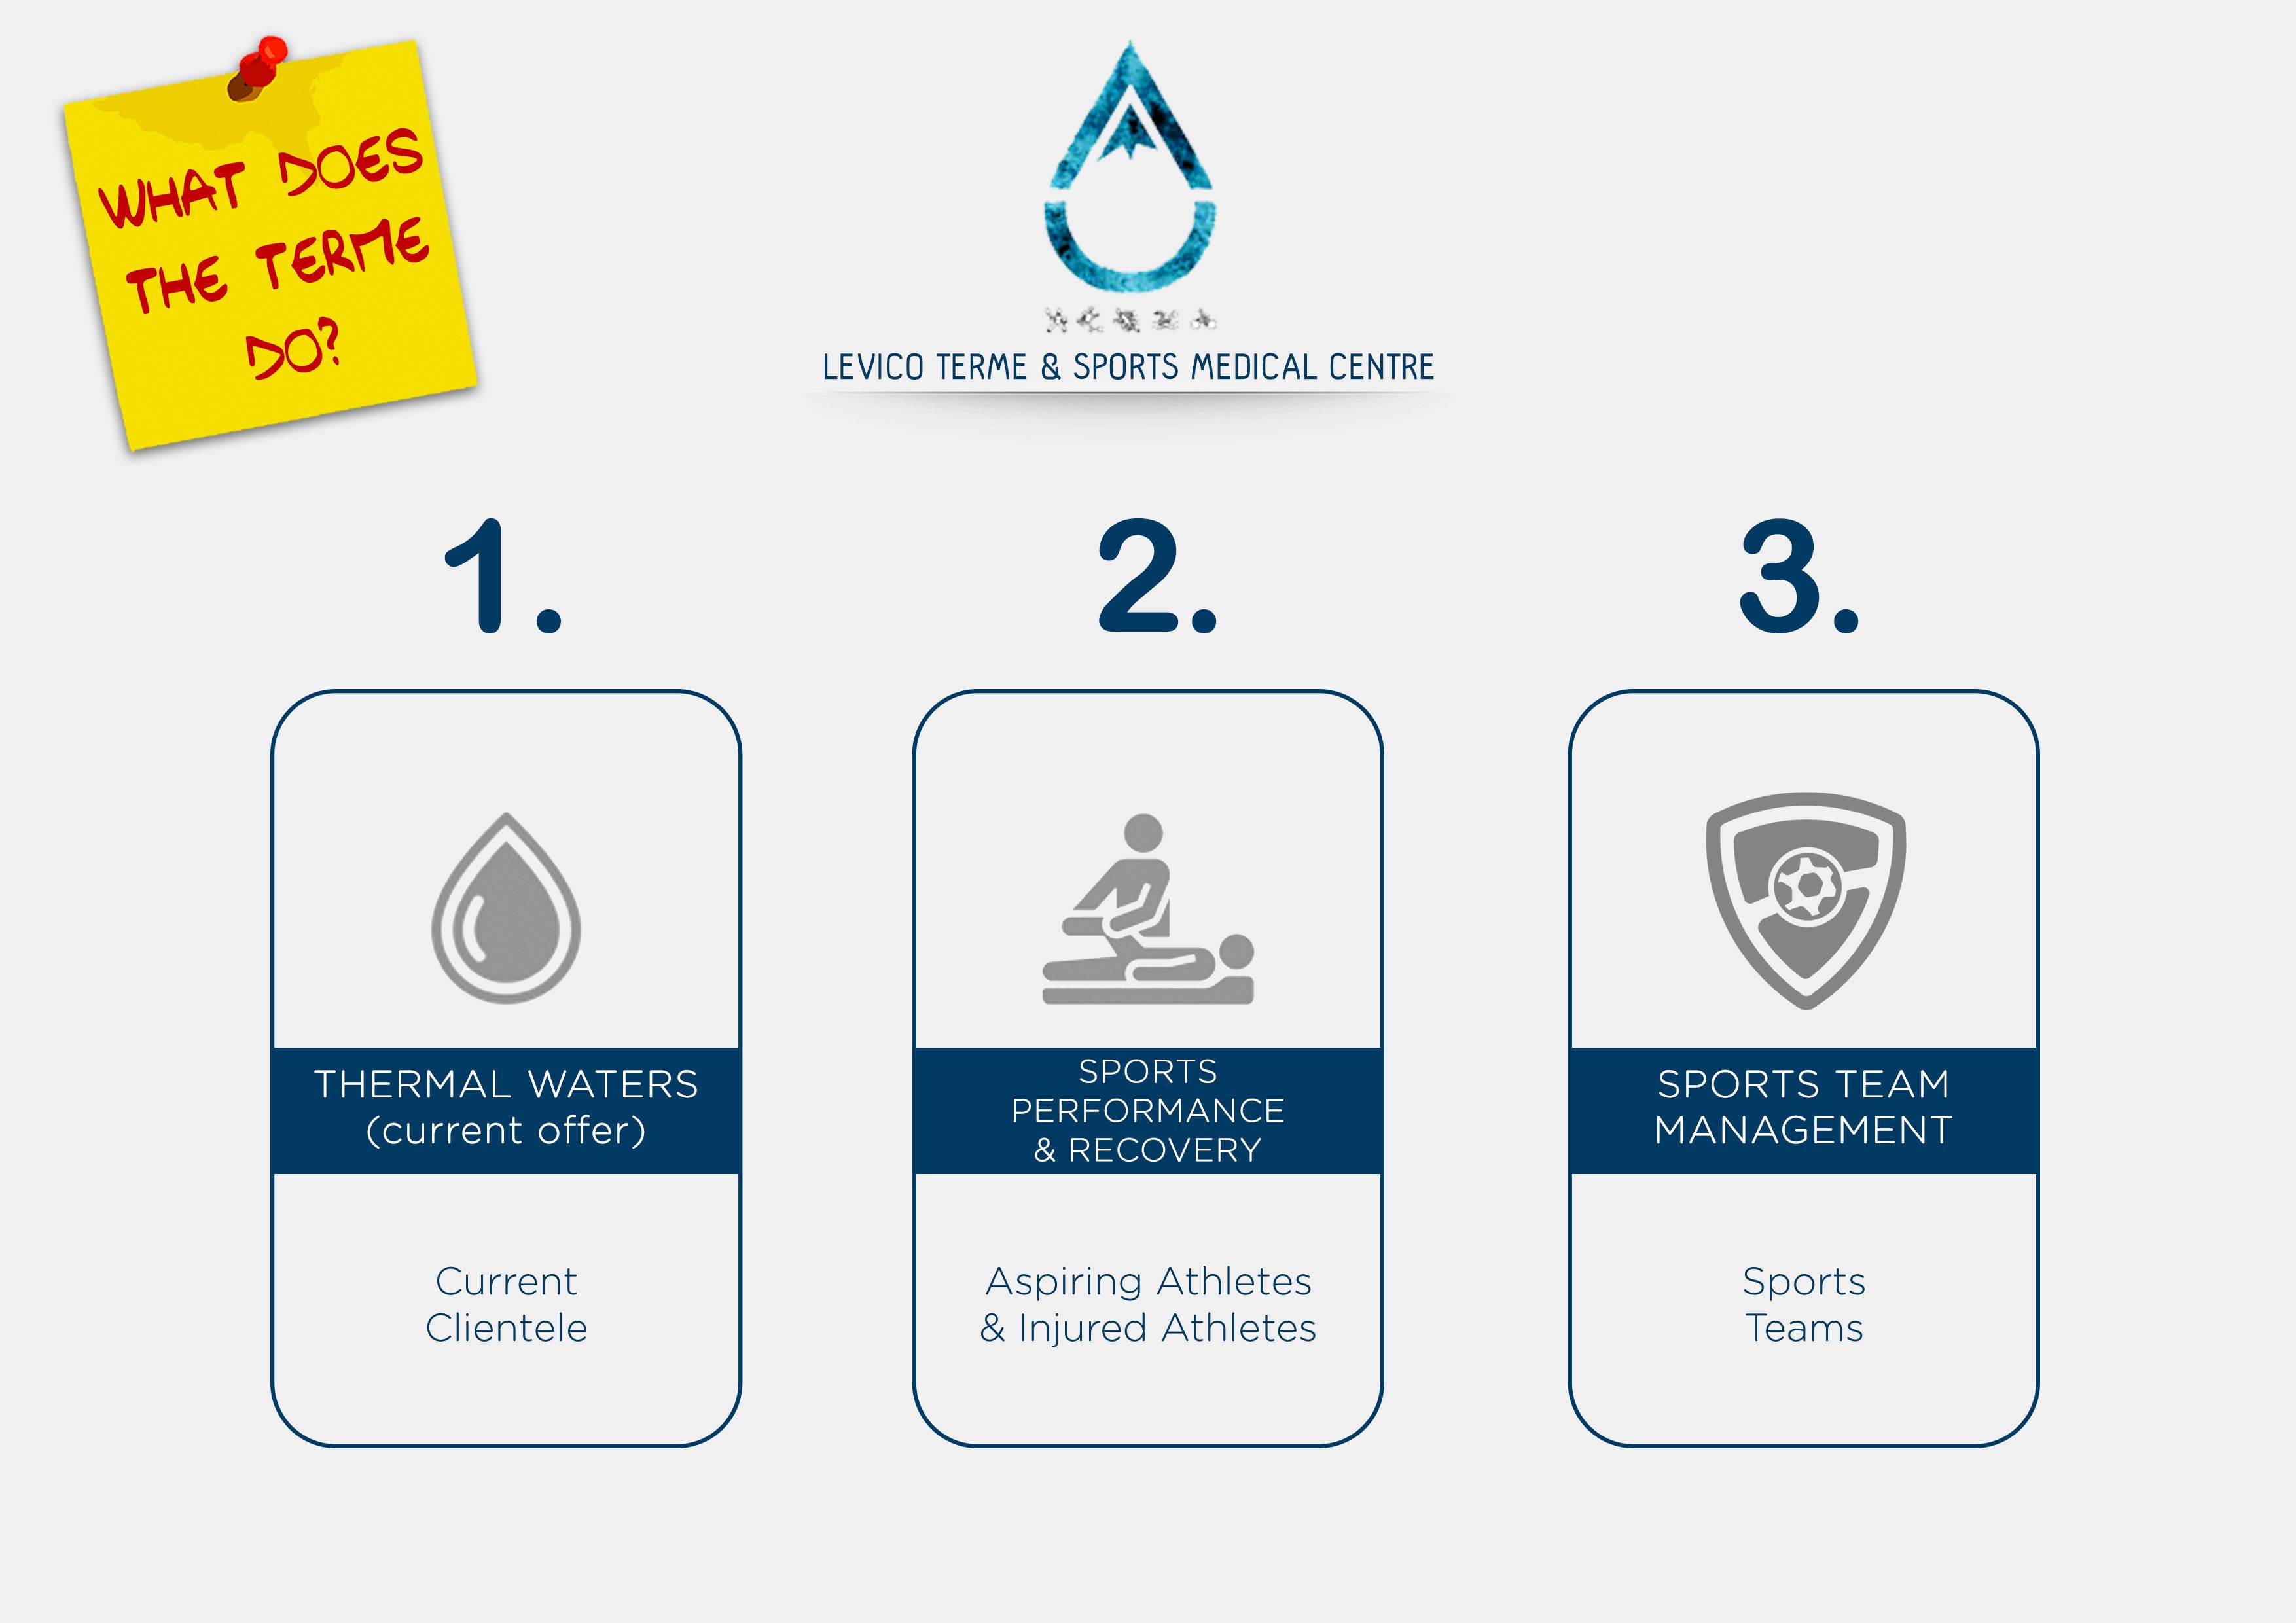 WHAT DOES
THE TERME
DO?
LEVICO TERME & SPORTS MEDICAL CENTRE
1.
2.
3.
THERMAL WATERS
(current offer)
Current
Clientele
SPORTS
PERFORMANCE
& RECOVERY
Aspiring Athletes
& Injured Athletes
SPORTS TEAM
MANAGEMENT
Sports
Teams